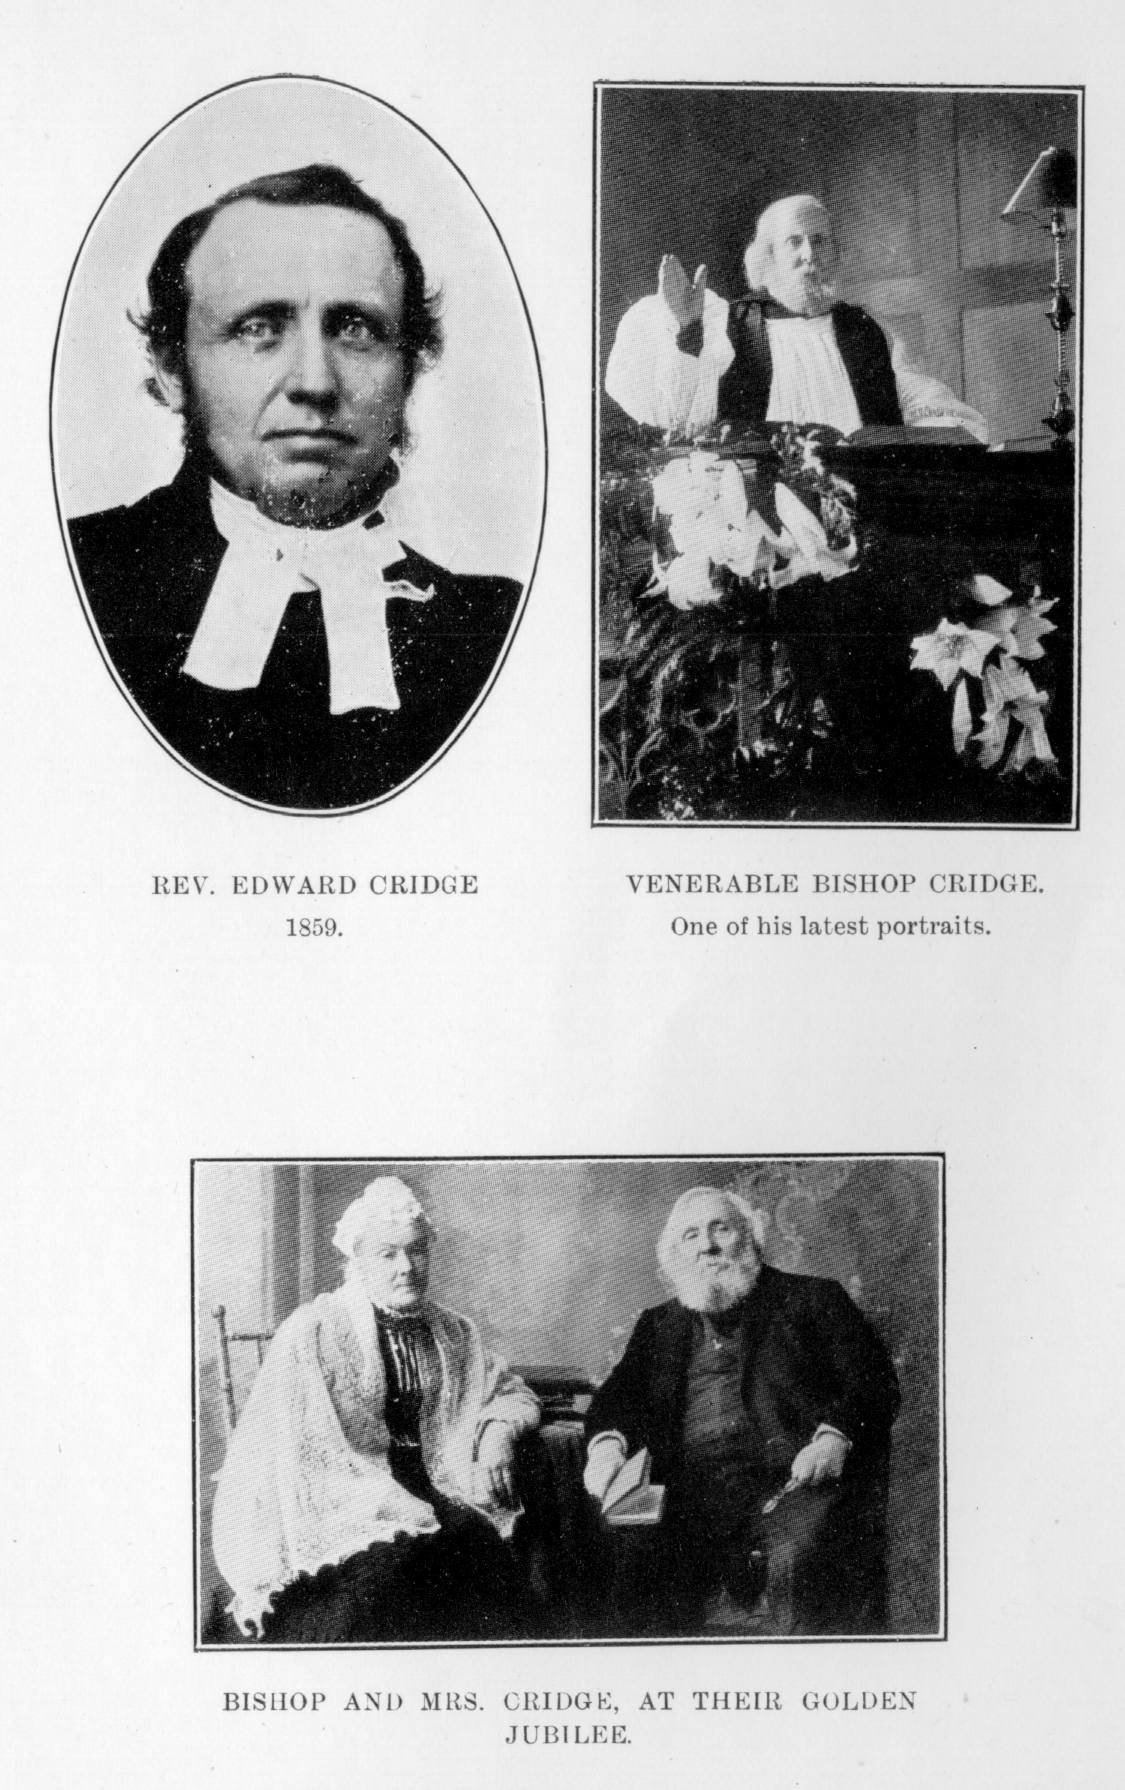 REV. EDWARD CRIDGE
1859.
VENERABLE BISHOP CRIDGE.
One of his latest portraits.
BISHOP AND MRS. CRIDGE, AT THEIR GOLDEN
JUBILEE.